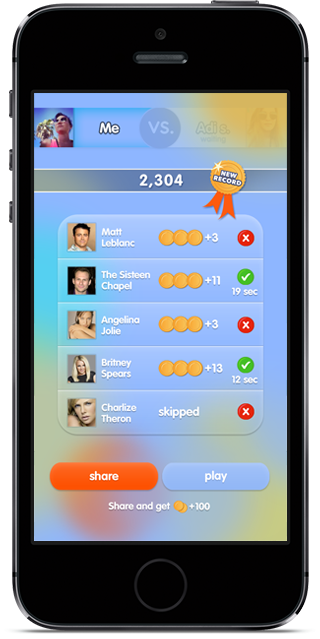 Me
VS.
Adi S.
2,304
NEW
RECORD
Matt
Leblanc
+3
The Sisteen
Chapel
+11
19 sec
Angelina
Jolie
+3
Britney
Spears
+13
12 sec
Charlize
Theron
skipped
share
play
Share and get +100